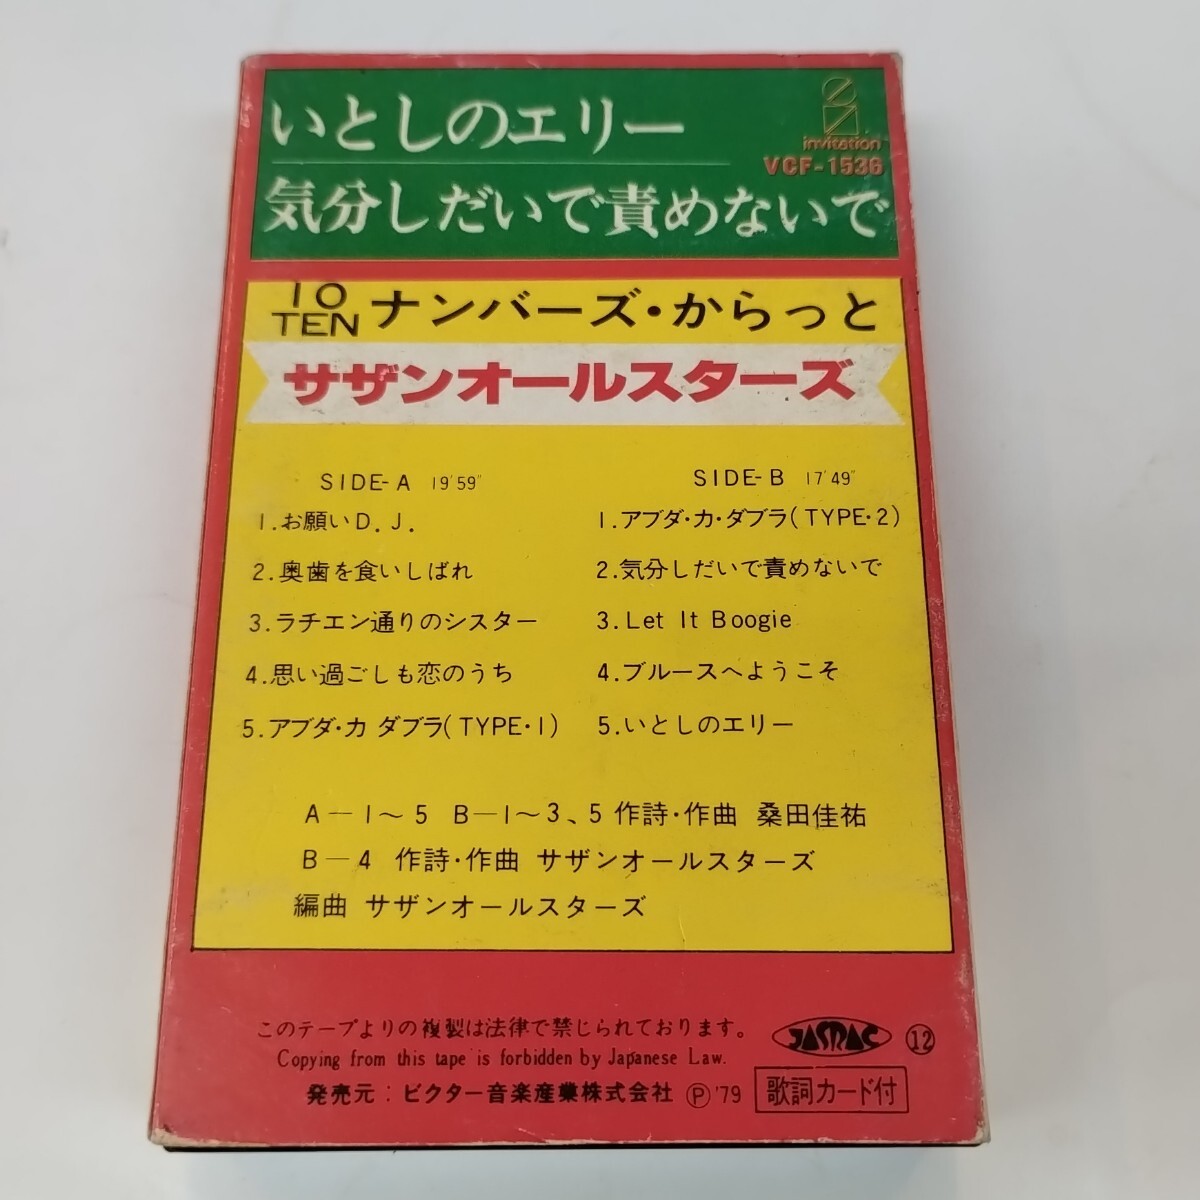 いとしのエリー
invitation
VCF-1536
気分しだいで責めないで
10
TEN
ナンバーズ・からっと
サザンオールスターズ
SIDE-A 19'59"
1.お願いD.J.
2.奥歯を食いしばれ
3.ラチエン通りのシスター
4.思い過ごしも恋のうち
5.アブダ・カ ダブラ(TYPE・1)
SIDE-B 17'49"
1.アブダ・カ・ダブラ(TYPE・2)
2.気分しだいで責めないで
3.Let It Boogie
4.ブルースへようこそ
5.いとしのエリー
A—1〜5 B—1〜3、5 作詩・作曲 桑田佳祐
B—4 作詩・作曲 サザンオールスターズ
編曲 サザンオールスターズ
このテープよりの複製は法律で禁じられております。
Copying from this tape is forbidden by Japanese Law.
JASRAC
⑫
発売元:ビクター音楽産業株式会社 Ⓟ'79
歌詞カード付